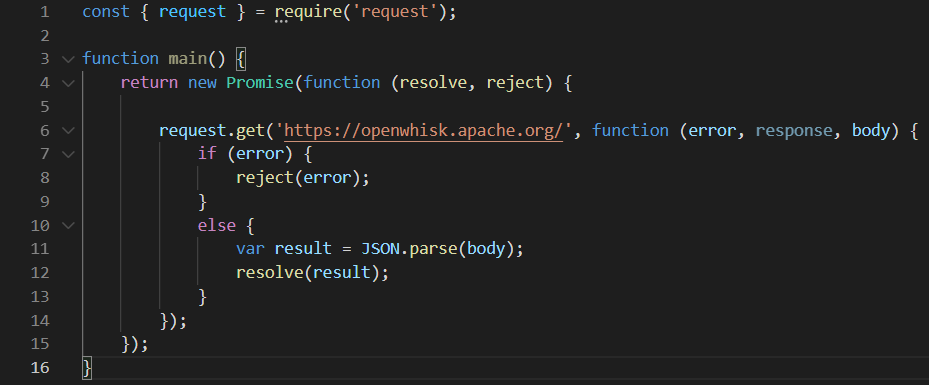 1 const { request } = require('request');
2
3 function main() {
4 return new Promise(function (resolve, reject) {
5
6 request.get('https://openwhisk.apache.org/', function (error, response, body) {
7 if (error) {
8 reject(error);
9 }
10 else {
11 var result = JSON.parse(body);
12 resolve(result);
13 }
14 });
15 });
16 }